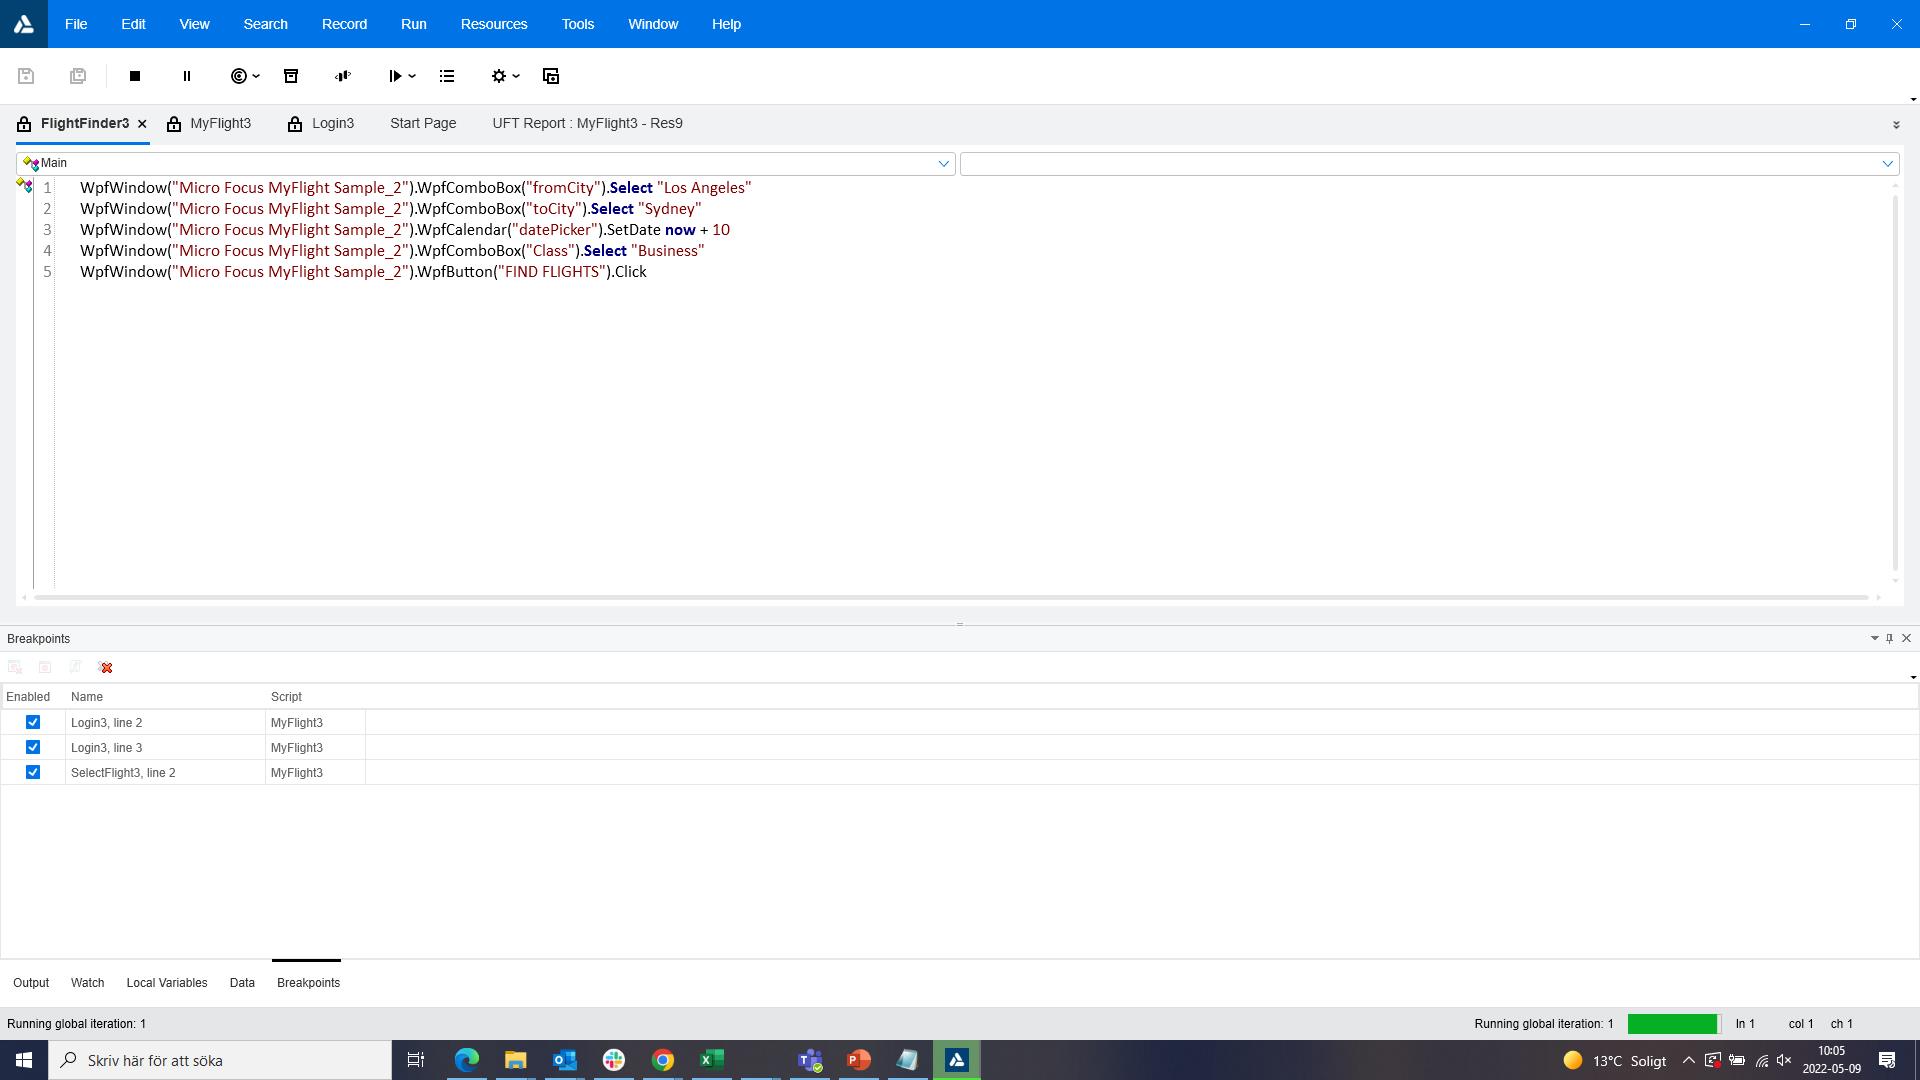 File Edit View Search Record Run Resources Tools Window Help
FlightFinder3 MyFlight3 Login3 Start Page UFT Report : MyFlight3 - Res9
Main
1 WpfWindow("Micro Focus MyFlight Sample_2").WpfComboBox("fromCity").Select "Los Angeles"
2 WpfWindow("Micro Focus MyFlight Sample_2").WpfComboBox("toCity").Select "Sydney"
3 WpfWindow("Micro Focus MyFlight Sample_2").WpfCalendar("datePicker").SetDate now + 10
4 WpfWindow("Micro Focus MyFlight Sample_2").WpfComboBox("Class").Select "Business"
5 WpfWindow("Micro Focus MyFlight Sample_2").WpfButton("FIND FLIGHTS").Click
Breakpoints
Enabled Name Script
Login3, line 2 MyFlight3
Login3, line 3 MyFlight3
SelectFlight3, line 2 MyFlight3
Output Watch Local Variables Data Breakpoints
Running global iteration: 1 Running global iteration: 1 ln 1 col 1 ch 1
Skriv här för att söka 13°C Soligt 10:05
2022-05-09